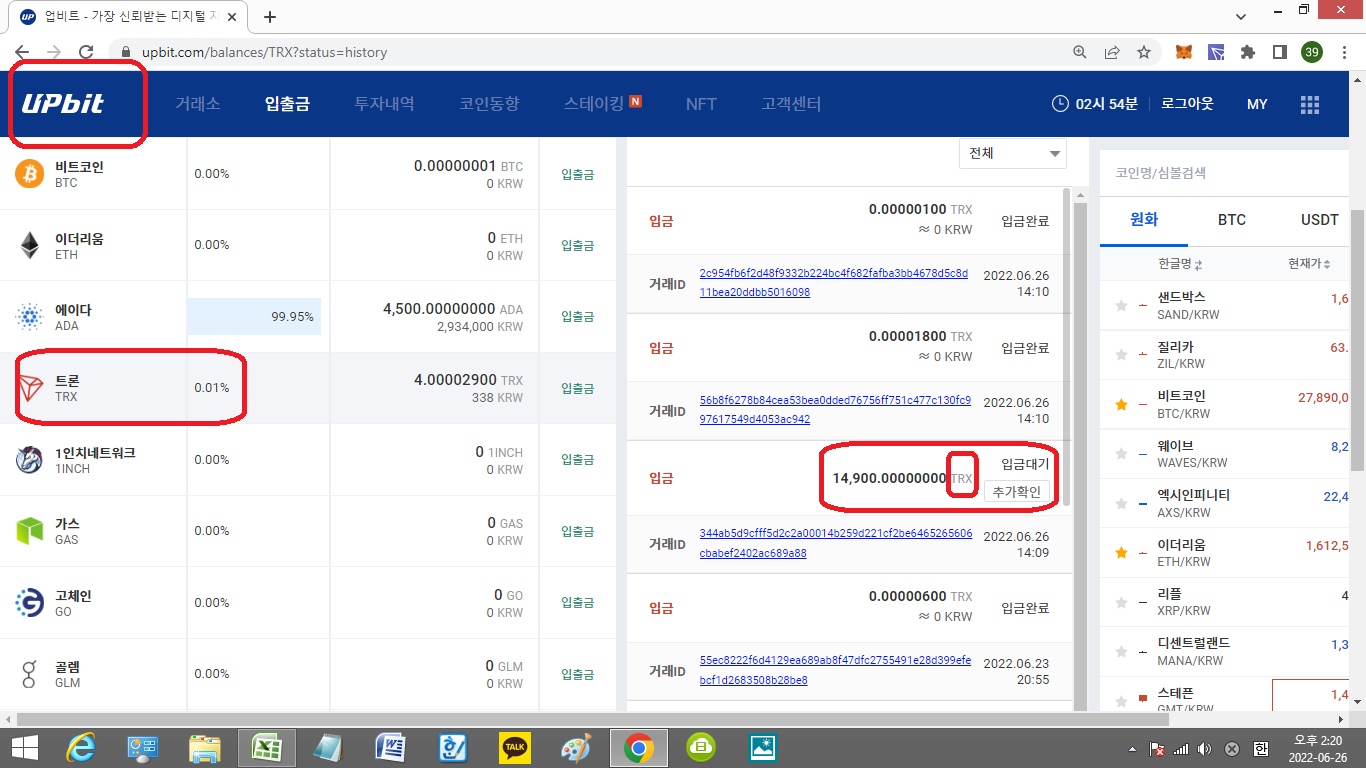 UP 업비트 - 가장 신뢰받는 디지털 자
upbit.com/balances/TRX?status=history
39
UPbit 거래소 입출금 투자내역 코인동향 스테이킹 N NFT 고객센터 02시 54분 로그아웃 MY
비트코인
BTC
0.00%
0.00000001 BTC
0 KRW
입출금
이더리움
ETH
0.00%
0 ETH
0 KRW
입출금
에이다
ADA
99.95%
4,500.00000000 ADA
2,934,000 KRW
입출금
트론
TRX
0.01%
4.00002900 TRX
338 KRW
입출금
1인치네트워크
1INCH
0.00%
0 1INCH
0 KRW
입출금
가스
GAS
0.00%
0 GAS
0 KRW
입출금
고체인
GO
0.00%
0 GO
0 KRW
입출금
골렘
GLM
0.00%
0 GLM
0 KRW
입출금
전체
입금
0.00000100 TRX
≈ 0 KRW
입금완료
거래ID
2c954fb6f2d48f9332b224bc4f682fafba3bb4678d5c8d
11bea20ddbb5016098
2022.06.26
14:10
입금
0.00001800 TRX
≈ 0 KRW
입금완료
거래ID
56b8f6278b84cea53bea0dded76756ff751c477c130fc9
97617549d4053ac942
2022.06.26
14:10
입금
14,900.00000000 TRX
입금대기
추가확인
거래ID
344ab5d9cfff5d2c2a00014b259d221cf2be6465265606
cbabef2402ac689a88
2022.06.26
14:09
입금
0.00000600 TRX
≈ 0 KRW
입금완료
거래ID
55ec8222f6d4129ea689ab8f47dfc2755491e28d399efe
bcf1d2683508b28be8
2022.06.23
20:55
코인명/심볼검색
원화 BTC USDT
한글명 현재가
샌드박스
SAND/KRW
1,6
질리카
ZIL/KRW
63.
비트코인
BTC/KRW
27,890,0
웨이브
WAVES/KRW
8,2
엑시인피니티
AXS/KRW
22,4
이더리움
ETH/KRW
1,612,5
리플
XRP/KRW
4
디센트럴랜드
MANA/KRW
1,3
스테픈
GMT/KRW
1,4
TALK
한
오후 2:20
2022-06-26